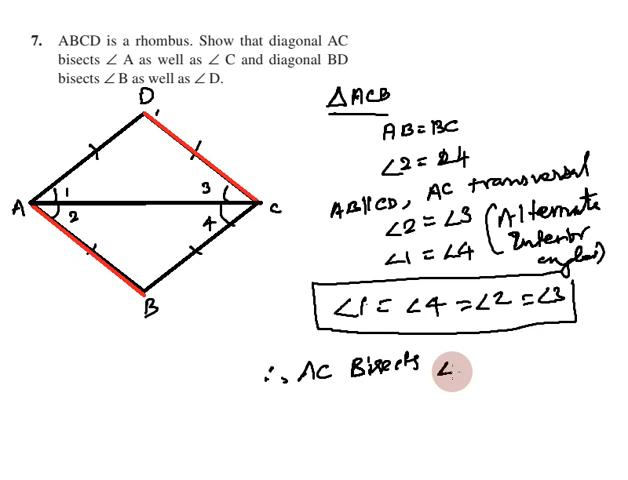 7. ABCD is a rhombus. Show that diagonal AC
bisects ∠ A as well as ∠ C and diagonal BD
bisects ∠ B as well as ∠ D.
D
A
1
2
3
4
C
B
△ACB
AB = BC
∠2 = ∠4
AB||CD, AC transversal
∠2 = ∠3 (Alternate
∠1 = ∠4 Interior
angles)
∠1 = ∠4 = ∠2 = ∠3
∴, AC Bisects ∠